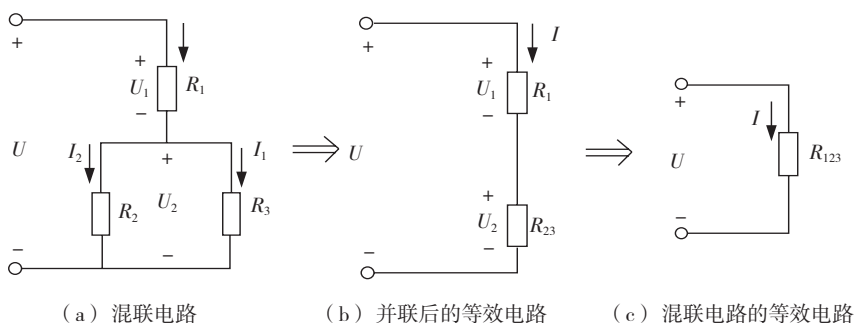 +
+
U₁
R₁
−
U
I₂
+
I₁
R₂
U₂
R₃
−
−
I
+
+
U₁
R₁
−
U
+
U₂
R₂₃
−
−
+
I
U
R₁₂₃
−
(a) 混联电路
(b) 并联后的等效电路
(c) 混联电路的等效电路